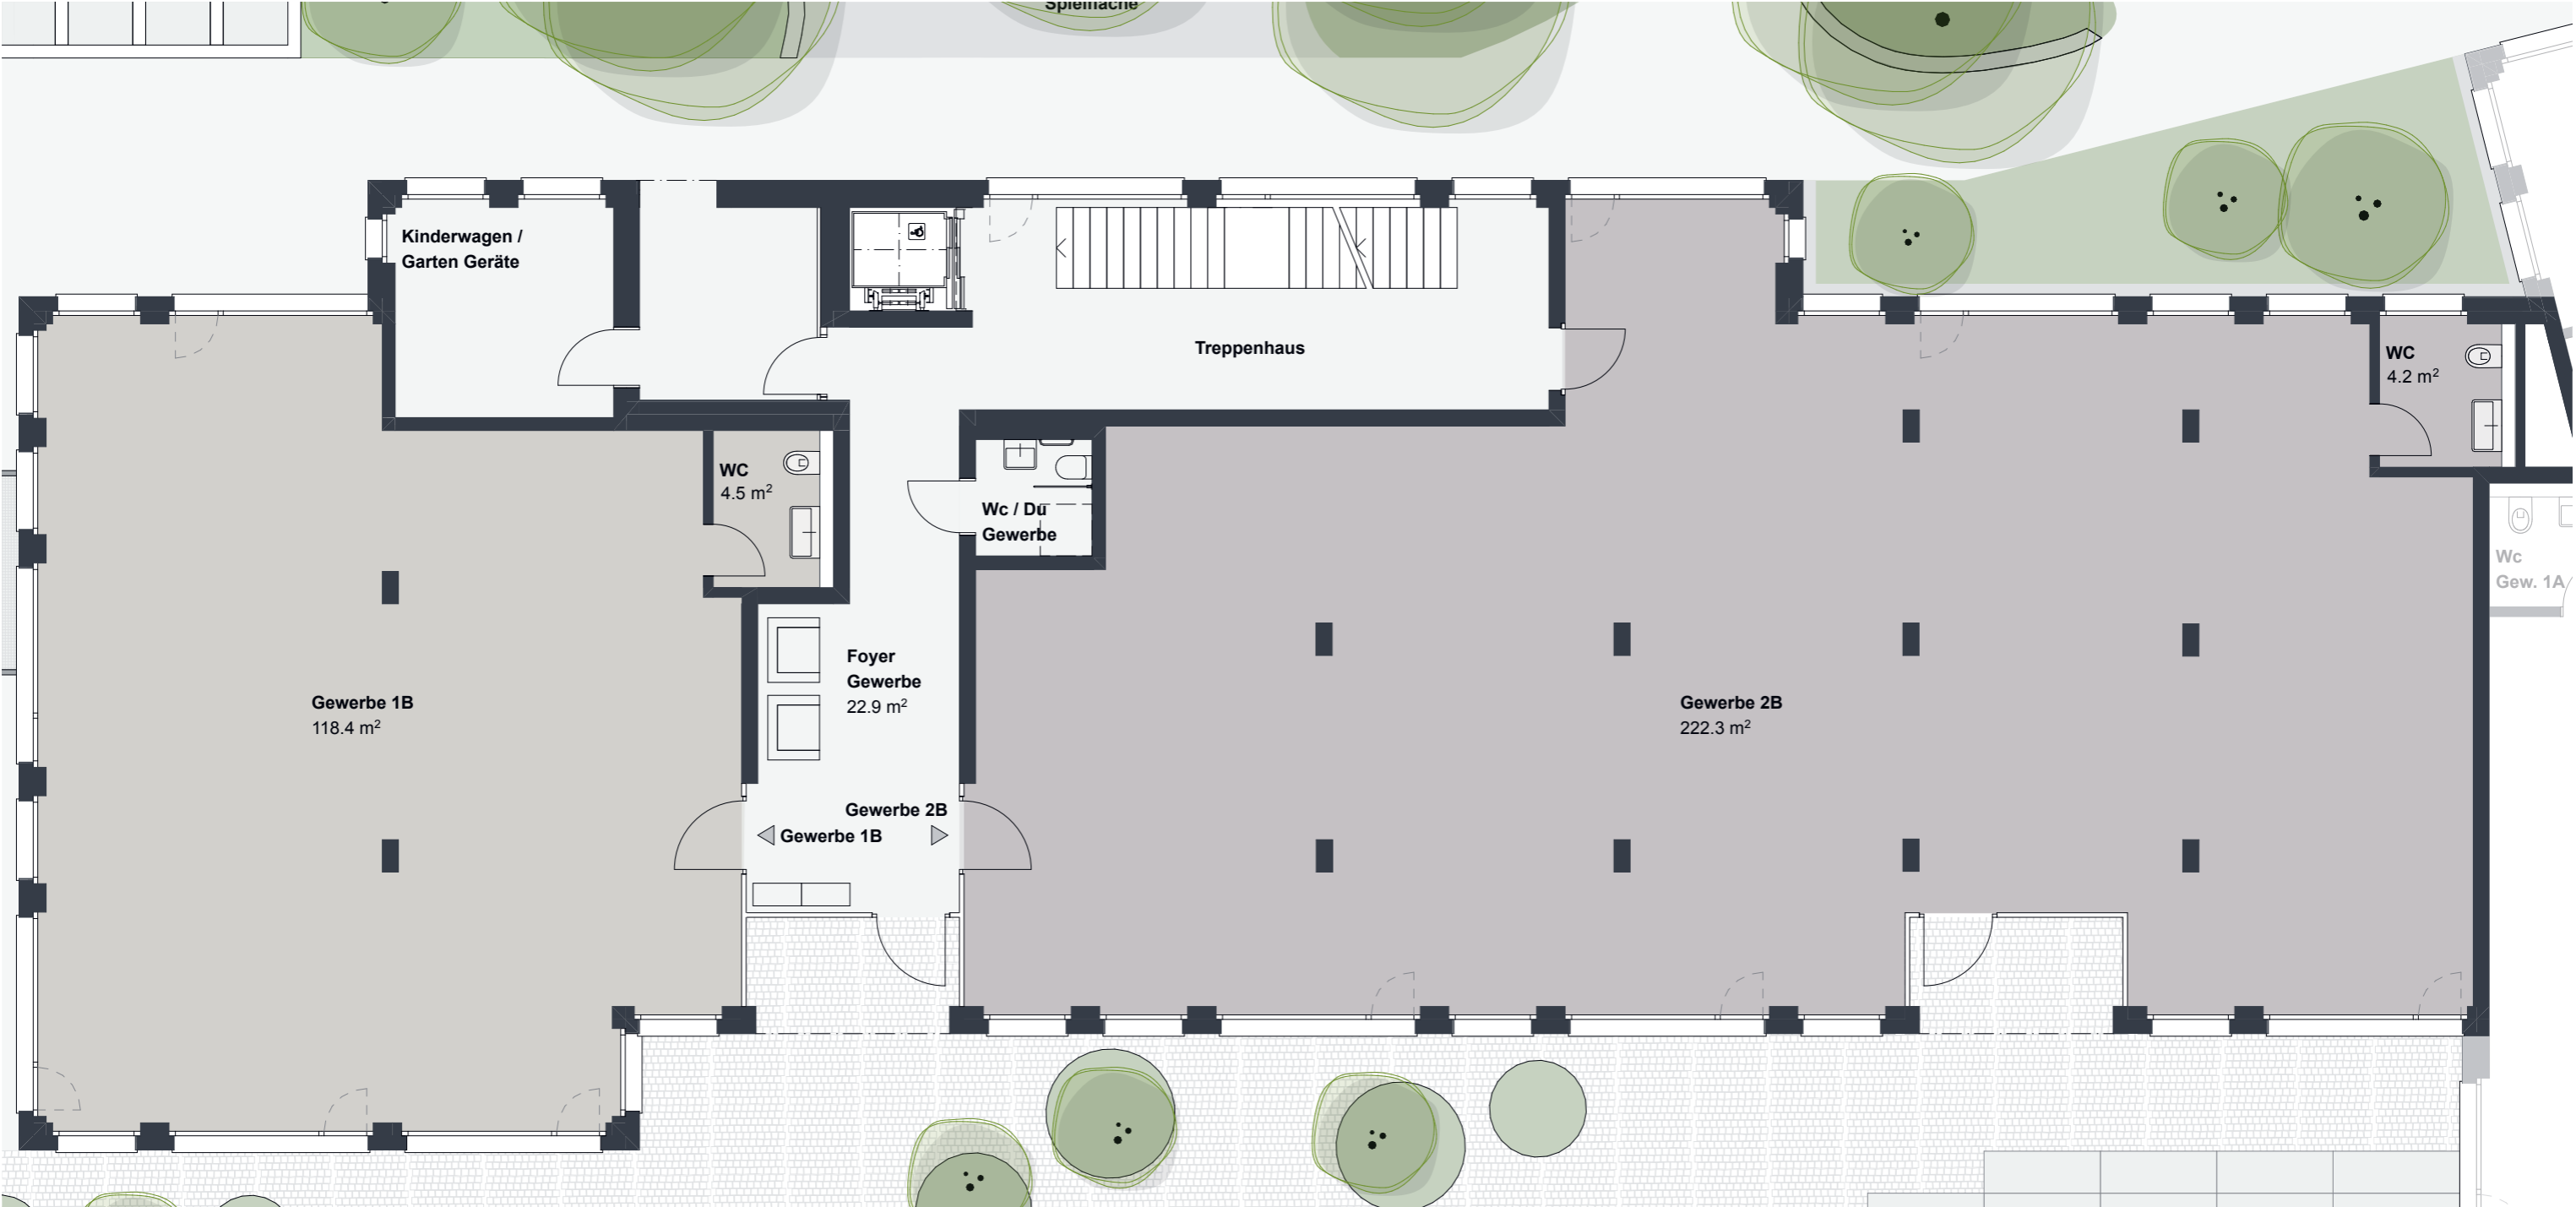 Spielfläche
Kinderwagen /
Garten Geräte
Treppenhaus
WC
4.2 m²
WC
4.5 m²
Wc / Du
Gewerbe
Wc
Gew. 1A
Foyer
Gewerbe
22.9 m²
Gewerbe 1B
118.4 m²
Gewerbe 2B
222.3 m²
Gewerbe 2B
Gewerbe 1B